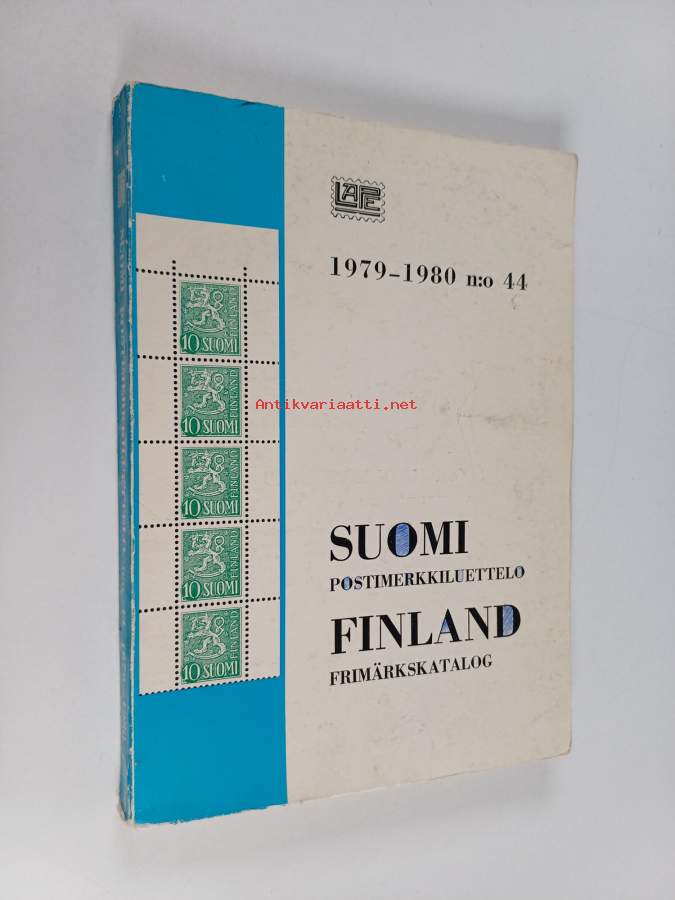 LAPE
1979-1980 n:o 44
10 SUOMI FINLAND
10 SUOMI FINLAND
Antikvariaatti.net
10 SUOMI FINLAND
10 SUOMI FINLAND
10 SUOMI FINLAND
SUOMI
POSTIMERKKILUETTELO
FINLAND
FRIMÄRKSKATALOG